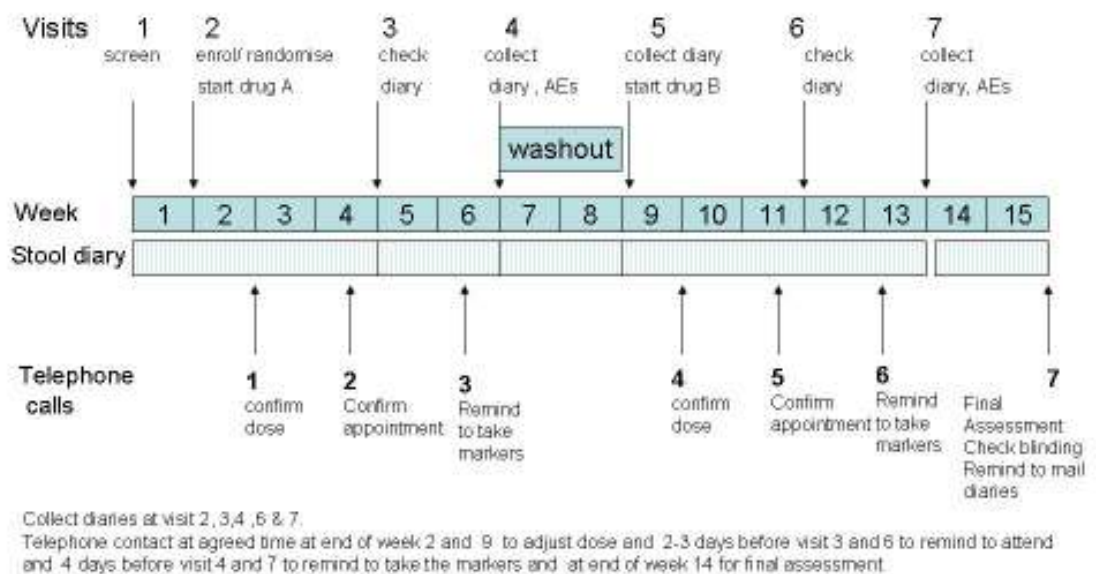 Visits 1 2 3 4 5 6 7
screen enrol/ randomise check collect collect diary check collect
start drug A diary diary , AEs start drug B diary diary, AEs
washout
Week 1 2 3 4 5 6 7 8 9 10 11 12 13 14 15
Stool diary
Telephone calls
1
confirm
dose
2
Confirm
appointment
3
Remind
to take
markers
4
confirm
dose
5
Confirm
appointment
6
Remind
to take
markers
7
Final
Assessment
Check blinding
Remind to mail
diaries
Collect diaries at visit 2, 3,4 ,6 & 7.
Telephone contact at agreed time at end of week 2 and 9 to adjust dose and 2-3 days before visit 3 and 6 to remind to attend
and 4 days before visit 4 and 7 to remind to take the markers and at end of week 14 for final assessment